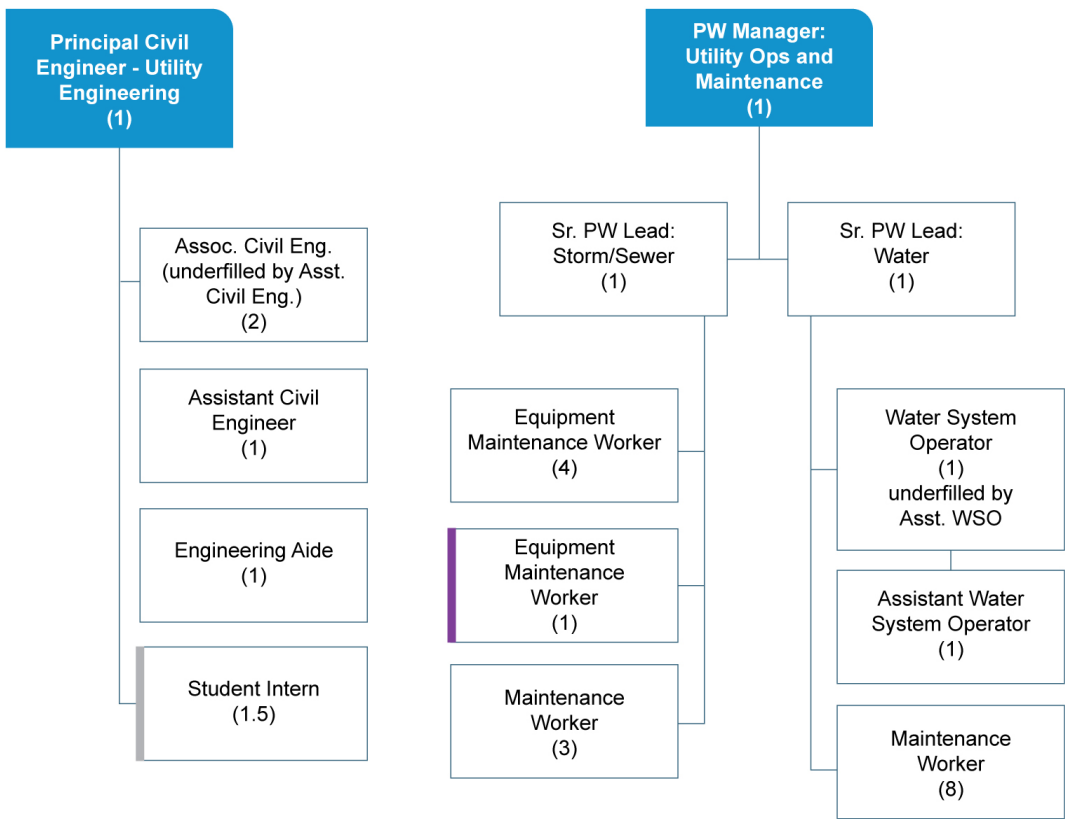 Principal Civil
Engineer - Utility
Engineering
(1)
Assoc. Civil Eng.
(underfilled by Asst.
Civil Eng.)
(2)
Assistant Civil
Engineer
(1)
Engineering Aide
(1)
Student Intern
(1.5)
PW Manager:
Utility Ops and
Maintenance
(1)
Sr. PW Lead:
Storm/Sewer
(1)
Equipment
Maintenance Worker
(4)
Equipment
Maintenance
Worker
(1)
Maintenance
Worker
(3)
Sr. PW Lead:
Water
(1)
Water System
Operator
(1)
underfilled by
Asst. WSO
Assistant Water
System Operator
(1)
Maintenance
Worker
(8)